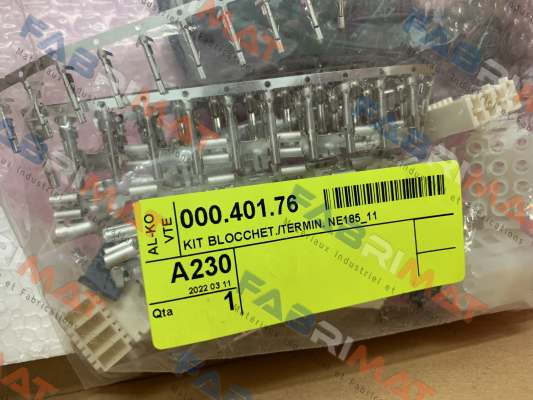 AL-KO
VTE
000.401.76
KIT BLOCCHET./TERMIN. NE185_11
A230
2022 03 11
Qta
1
FABRIMAT
Matériaux Industriel et Fabrications